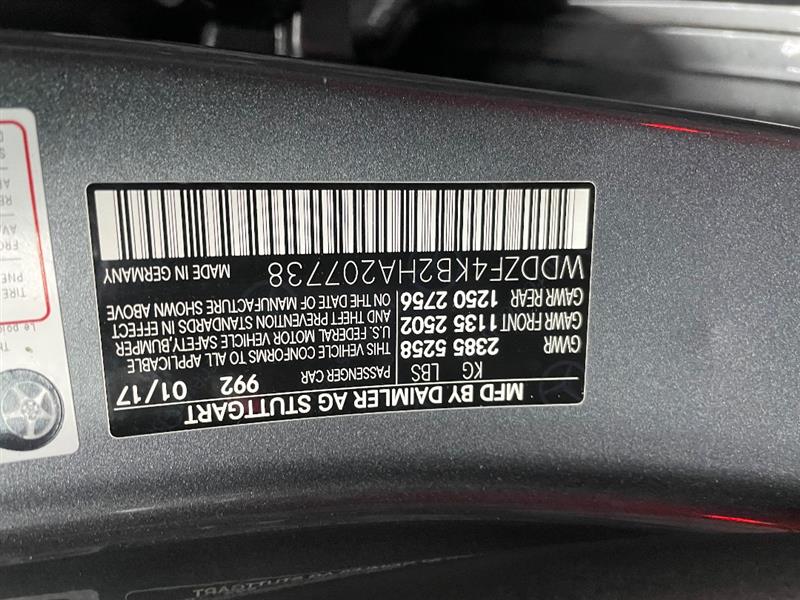 MFD BY DAIMLER AG STUTTGART
KG LBS
GWR 2385 5258
GAWR FRONT 1135 2502
GAWR REAR 1250 2756
PASSENGER CAR 992 01/17
THIS VEHICLE CONFORMS TO ALL APPLICABLE
U.S. FEDERAL MOTOR VEHICLE SAFETY,BUMPER
AND THEFT PREVENTION STANDARDS IN EFFECT
ON THE DATE OF MANUFACTURE SHOWN ABOVE
WDDZF4KB2HA207738
MADE IN GERMANY
TIRE